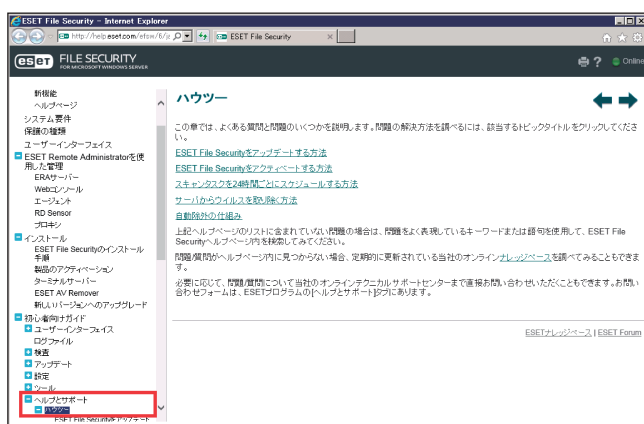 ESET File Security - Internet Explorer
ESET File Security
eset FILE SECURITY
FOR MICROSOFT WINDOWS SERVER
Online
新機能
ヘルプページ
システム要件
保護の種類
ユーザーインターフェイス
ESET Remote Administratorを使
用した管理
ERAサーバー
Webコンソール
エージェント
RD Sensor
プロキシ
インストール
ESET File Securityのインストール
手順
製品のアクティベーション
ターミナルサーバー
ESET AV Remover
新しいバージョンへのアップグレード
初心者向けガイド
ユーザーインターフェイス
ログファイル
検査
アップデート
設定
ツール
ヘルプとサポート
ハウツー
ESET File Securityをアップデート
ハウツー
この章では、よくある質問と問題のいくつかを説明します。問題の解決方法を調べるには、該当するトピックタイトルをクリックしてくださ
い。
ESET File Securityをアップデートする方法
ESET File Securityをアクティベートする方法
スキャンタスクを24時間ごとにスケジュールする方法
サーバからウイルスを取り除く方法
自動除外の仕組み
上記ヘルプページのリストに含まれていない問題の場合は、問題をよく表現しているキーワードまたは語句を使用して、ESET File
Securityヘルプページ内を検索してみてください。
問題/質問がヘルプページ内に見つからない場合、定期的に更新されている当社のオンラインナレッジベースを調べてみることもできま
す。
必要に応じて、問題/質問について当社のオンラインテクニカルサポートセンターまで直接お問い合わせいただくこともできます。お問い
合わせフォームは、ESETプログラムの[ヘルプとサポート]タブにあります。
ESETナレッジベース | ESET Forum